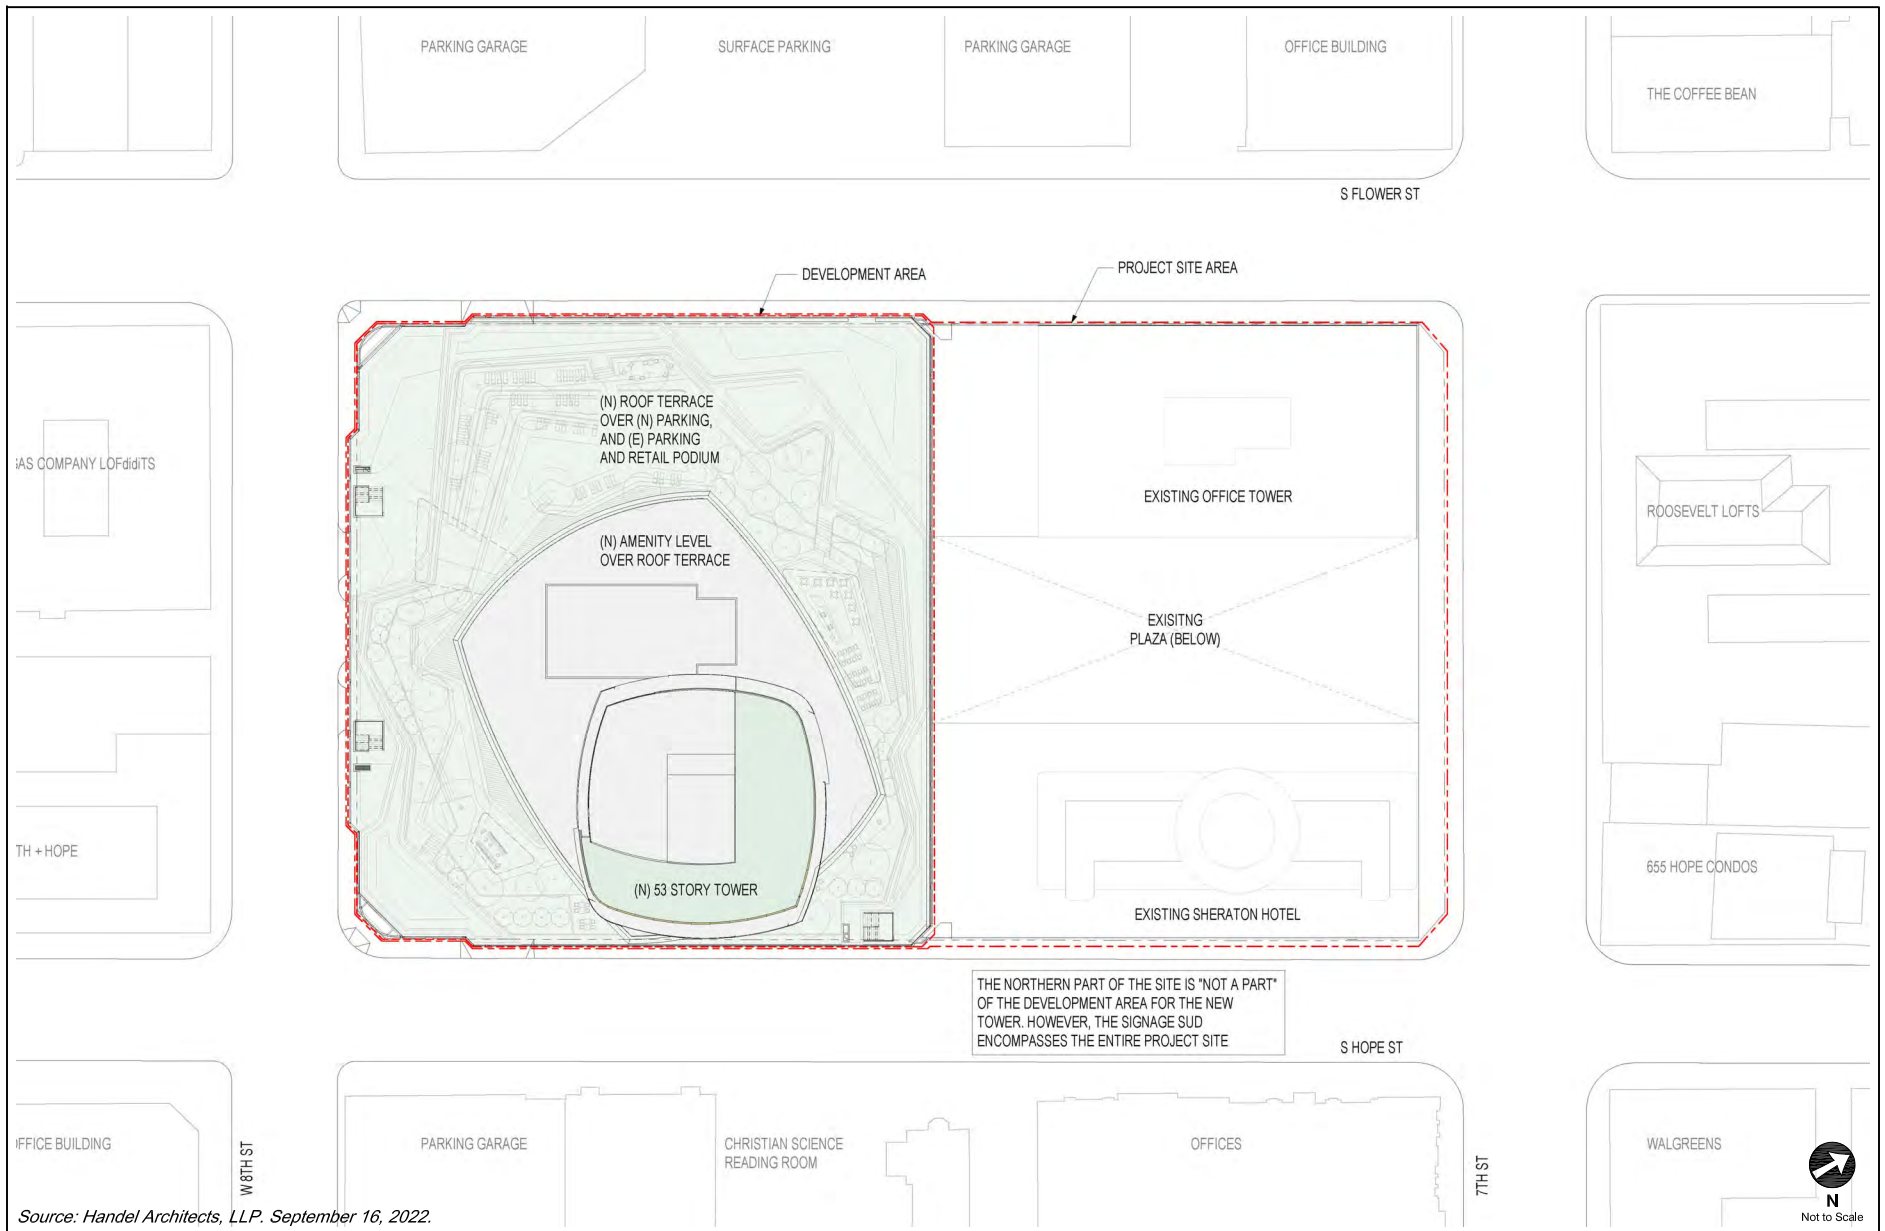 PARKING GARAGE
SURFACE PARKING
PARKING GARAGE
OFFICE BUILDING
THE COFFEE BEAN
S FLOWER ST
DEVELOPMENT AREA
PROJECT SITE AREA
(N) ROOF TERRACE
OVER (N) PARKING,
AND (E) PARKING
AND RETAIL PODIUM
GAS COMPANY LOFdidiTS
EXISTING OFFICE TOWER
ROOSEVELT LOFTS
(N) AMENITY LEVEL
OVER ROOF TERRACE
EXISITNG
PLAZA (BELOW)
TH + HOPE
655 HOPE CONDOS
(N) 53 STORY TOWER
EXISTING SHERATON HOTEL
THE NORTHERN PART OF THE SITE IS "NOT A PART"
OF THE DEVELOPMENT AREA FOR THE NEW
TOWER. HOWEVER, THE SIGNAGE SUD
ENCOMPASSES THE ENTIRE PROJECT SITE
S HOPE ST
OFFICE BUILDING
W 8TH ST
PARKING GARAGE
CHRISTIAN SCIENCE
READING ROOM
OFFICES
7TH ST
WALGREENS
N
Not to Scale
Source: Handel Architects, LLP. September 16, 2022.